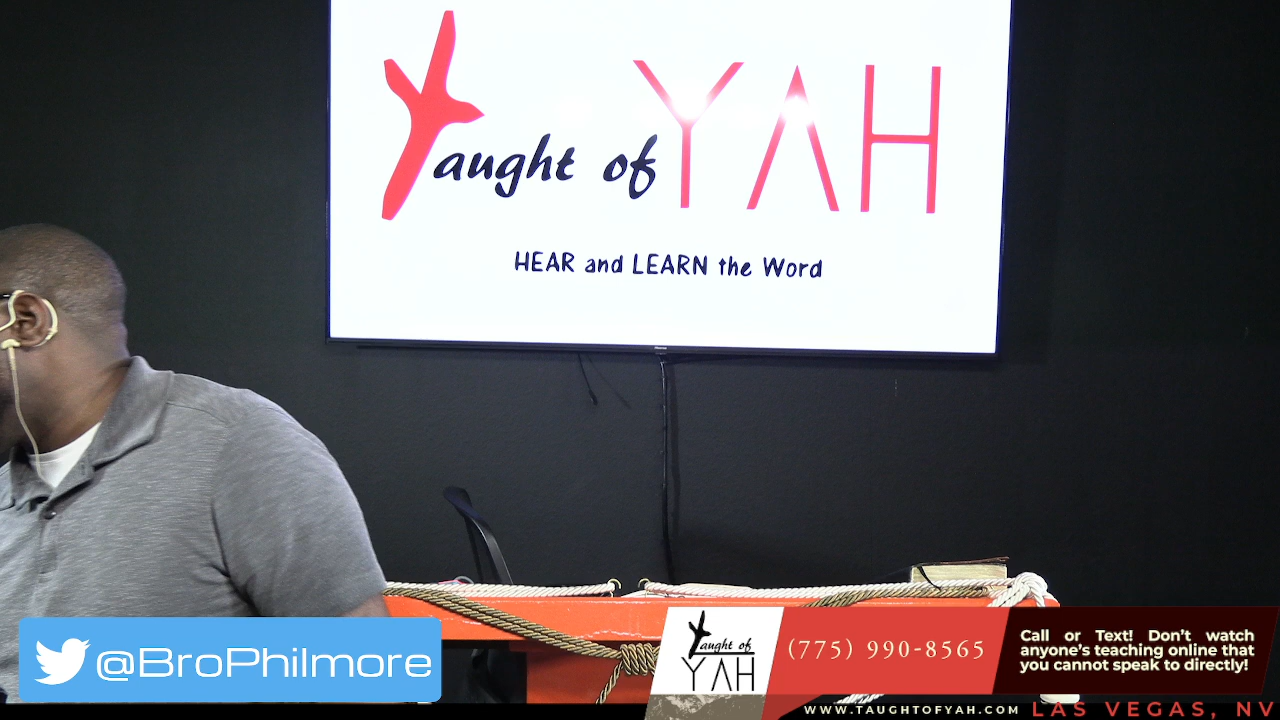 Taught of YAH
HEAR and LEARN the Word
@BroPhilmore
Taught of
YAH
(775) 990-8565
Call or Text! Don't watch
anyone's teaching online that
you cannot speak to directly!
WWW.TAUGHTOFYAH.COM LAS VEGAS, NV